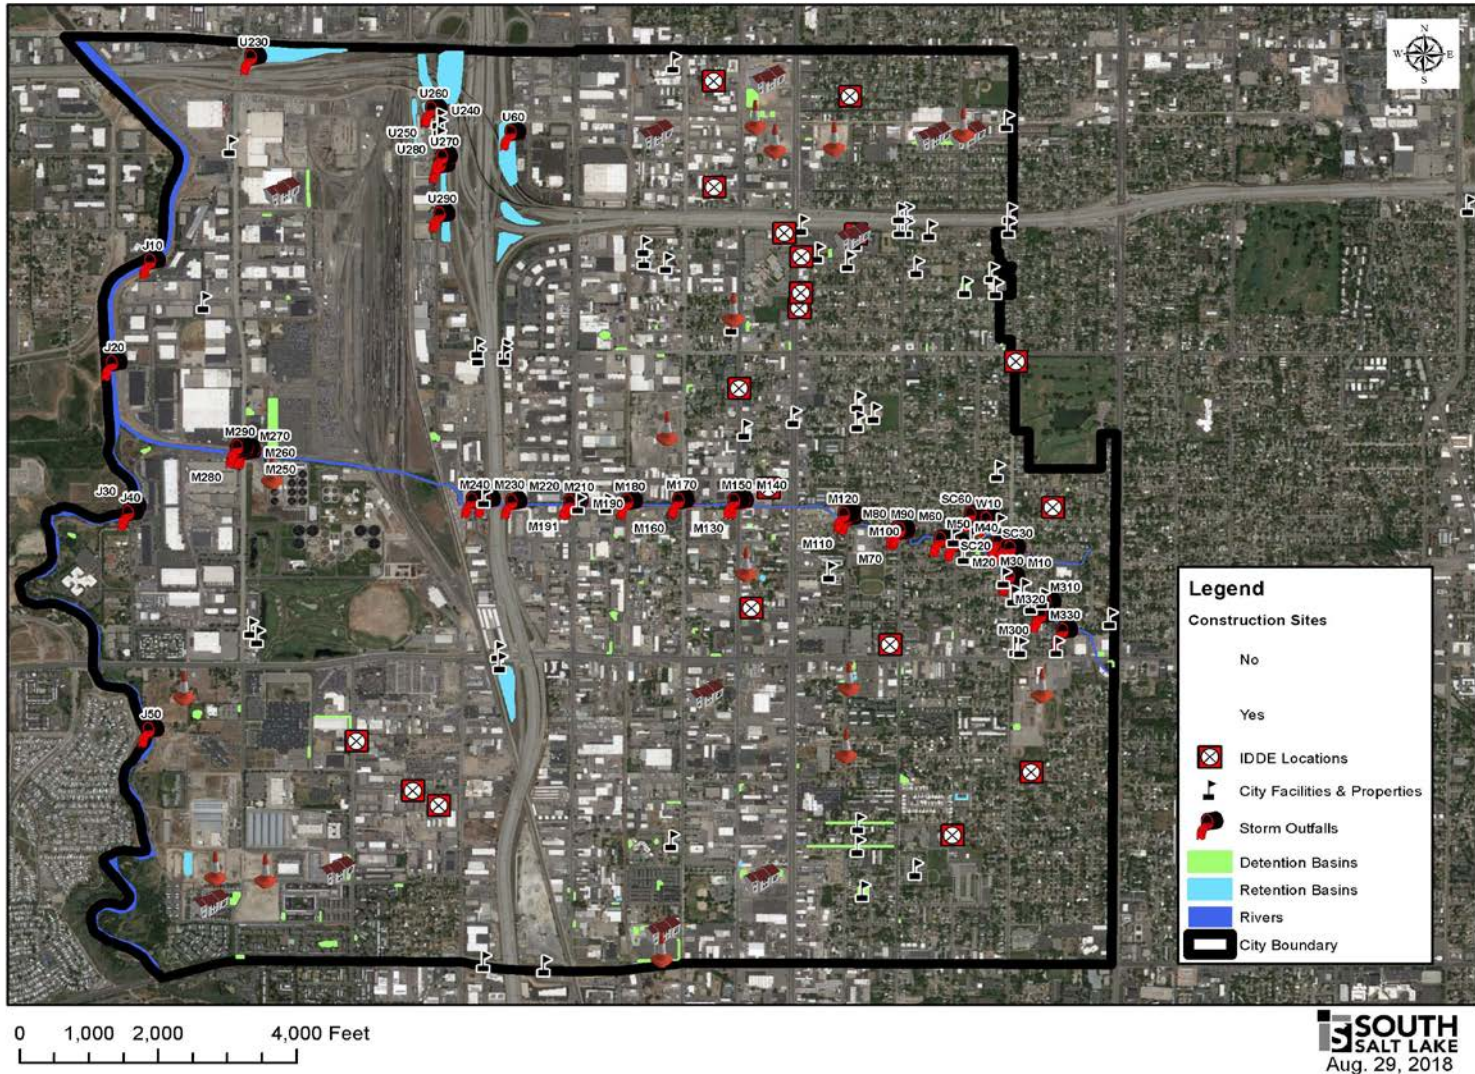 N
W E
S
U230
U260
U240
U250
U60
U270
U280
U290
J10
J20
M290
M270
M260
M250
M280
J30
J40
M240
M230
M220
M210
M191
M190
M180
M160
M170
M130
M150
M140
M120
M110
M80
M100
M70
M90
M60
SC60
W10
M50
M40
SC20
SC30
M20
M30
M10
M310
M320
M330
M300
J50
Legend
Construction Sites
No
Yes
IDDE Locations
City Facilities & Properties
Storm Outfalls
Detention Basins
Retention Basins
Rivers
City Boundary
0 1,000 2,000 4,000 Feet
SOUTH
SALT LAKE
Aug. 29, 2018